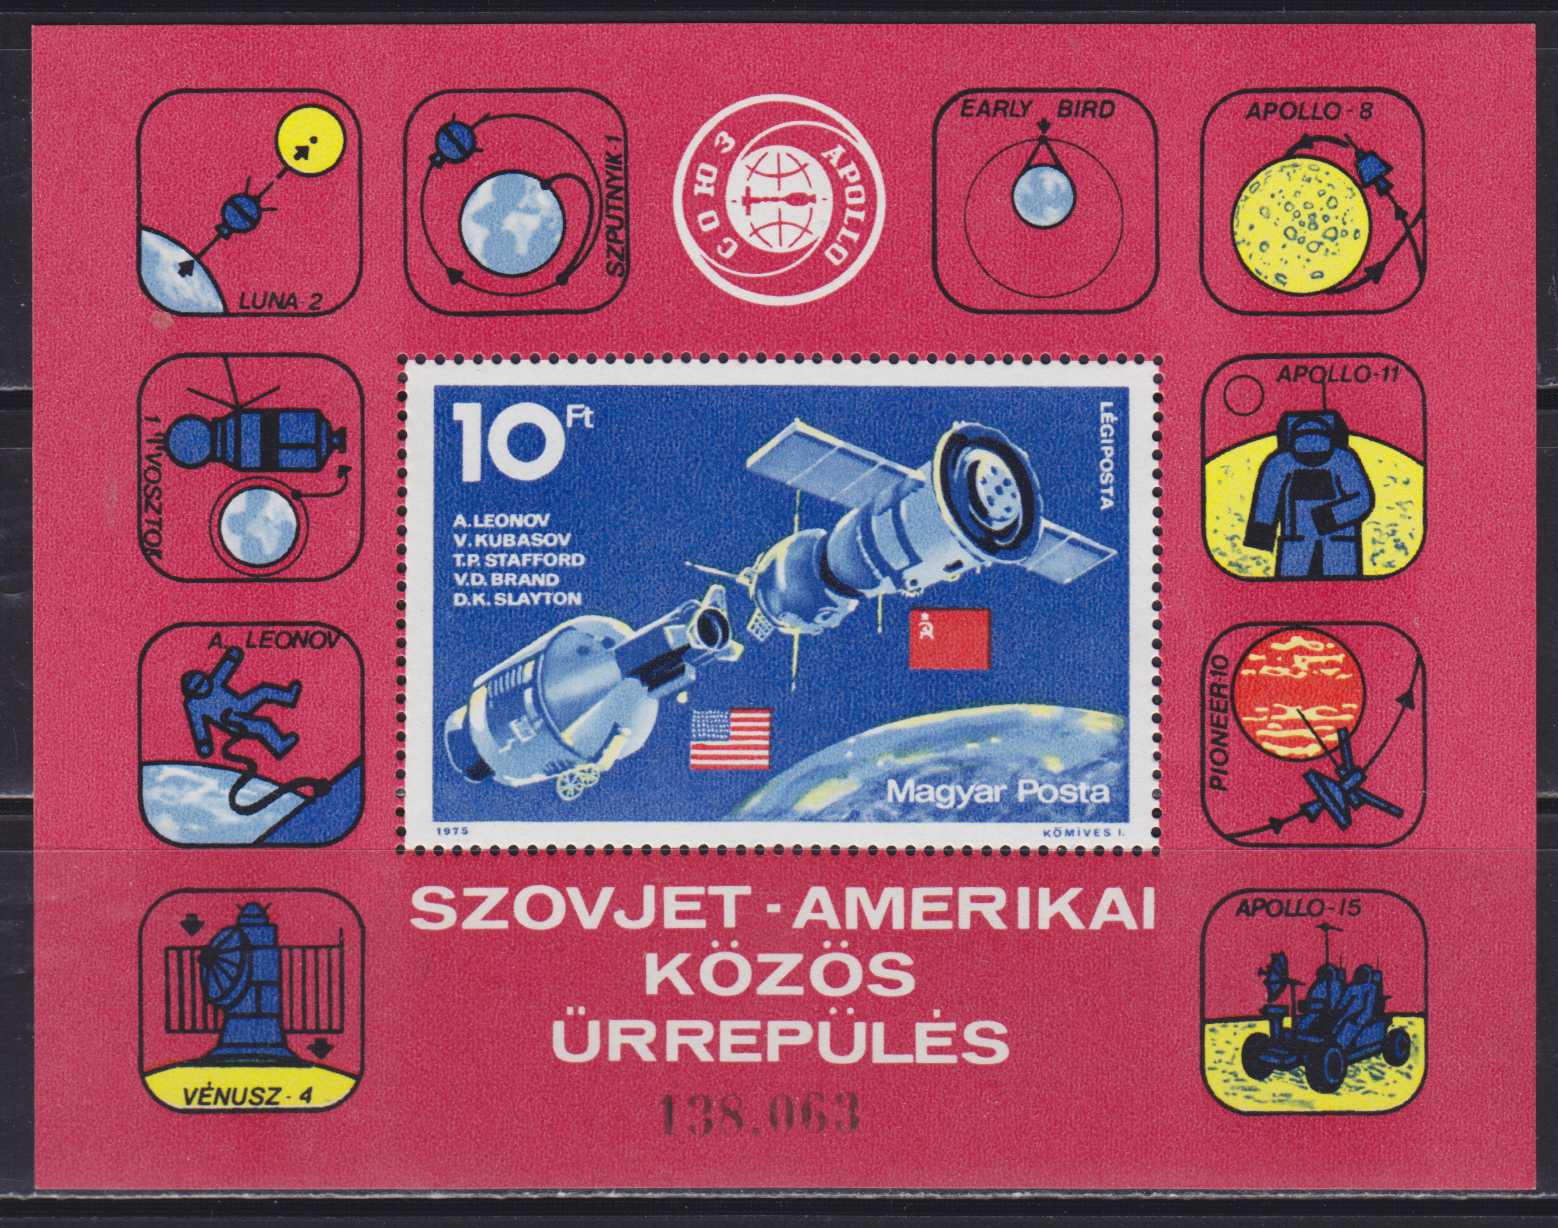 LUNA-2
SZPUTNYIK 1
СОЮЗ
APOLLO
EARLY BIRD
APOLLO-8
1 VOSZTOK
APOLLO-11
10 Ft
LÉGIPOSTA
A. LEONOV
V. KUBASOV
T.P. STAFFORD
V.D. BRAND
D.K. SLAYTON
A. LEONOV
PIONEER-10
Magyar Posta
1975
KÖMIVES I.
SZOVJET - AMERIKAI
KÖZÖS
ŰRREPÜLÉS
VÉNUSZ - 4
APOLLO-15
138.063